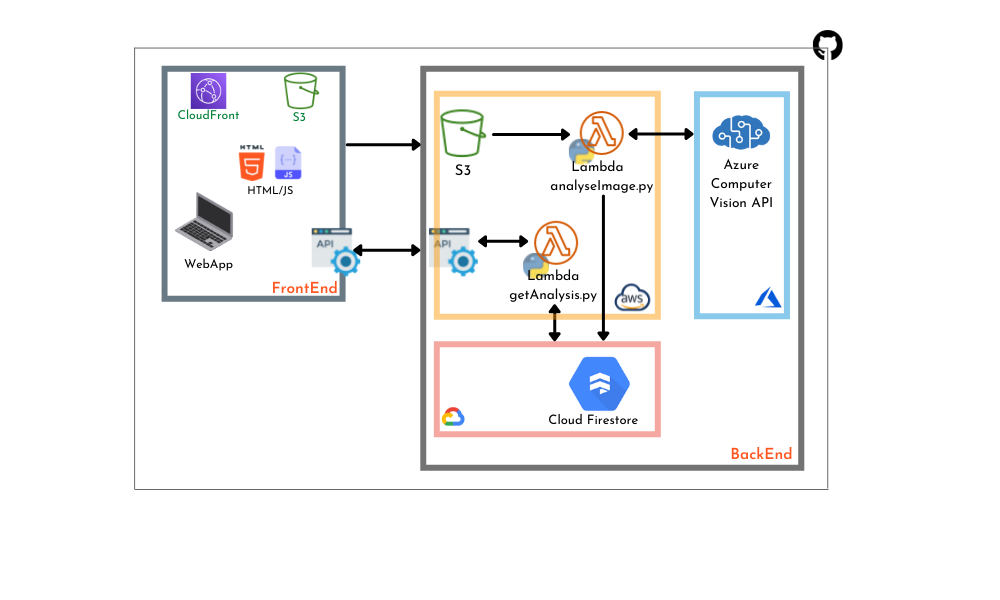 CloudFront
S3
HTML
5
JS
HTML/JS
WebApp
API
FrontEnd
S3
Lambda
analyseImage.py
API
Lambda
getAnalysis.py
aws
Azure
Computer
Vision API
Cloud Firestore
BackEnd